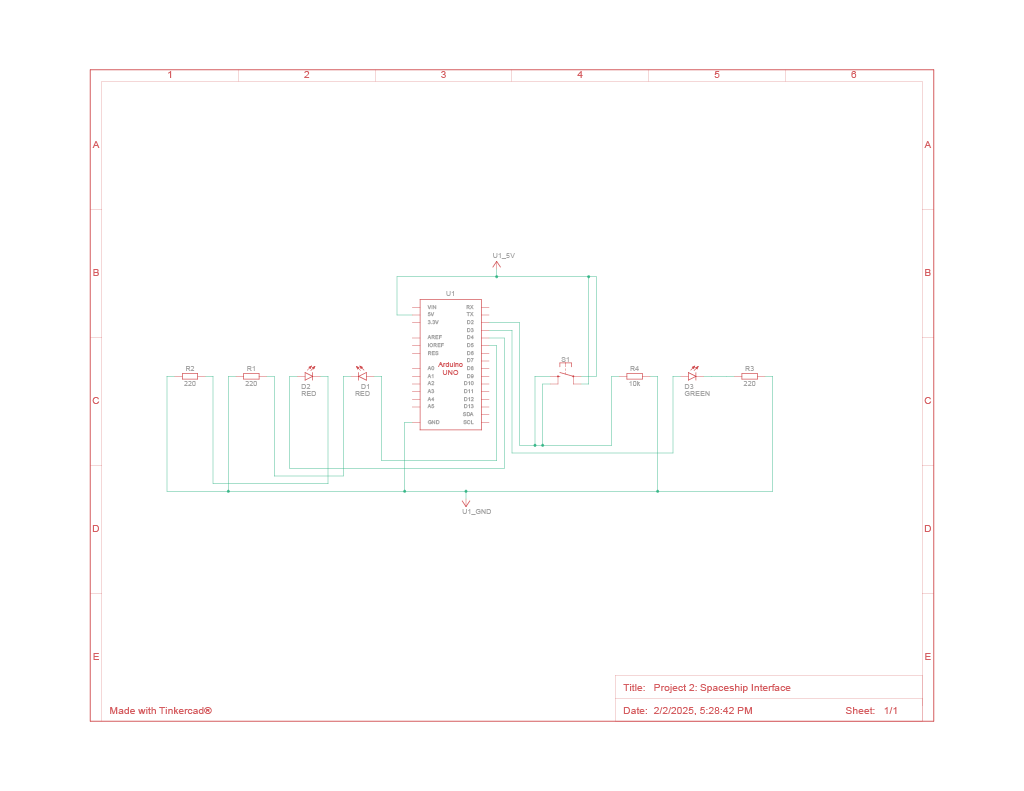 1 2 3 4 5 6
A A
U1_5V
B B
U1
VIN RX
5V TX
3.3V D2
D3
AREF D4
IOREF D5
RES D6
D7
A0 D8
A1 D9
A2 D10
A3 D11
A4 D12
A5 D13
SDA
GND SCL
Arduino
UNO
R2
220
R1
220
D2
RED
D1
RED
S1
R4
10k
D3
GREEN
R3
220
C C
U1_GND
D D
E E
Title: Project 2: Spaceship Interface
Made with Tinkercad®
Date: 2/2/2025, 5:28:42 PM Sheet: 1/1